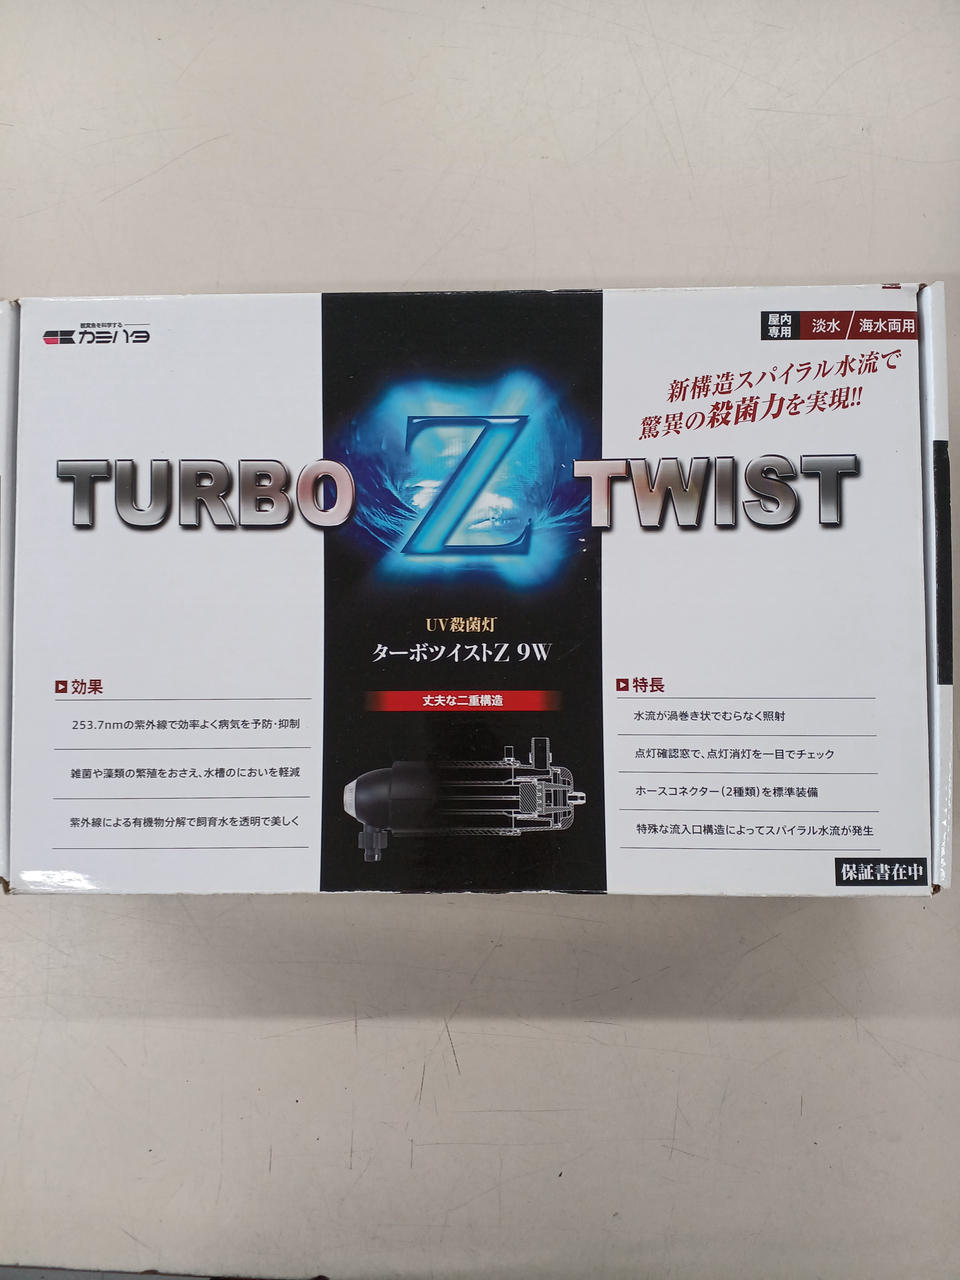 観賞魚を科学する
カミハタ
屋内
専用
淡水/海水両用
新構造スパイラル水流で
驚異の殺菌力を実現!!
TURBO Z TWIST
UV殺菌灯
ターボツイストZ 9W
丈夫な二重構造
効果
253.7nmの紫外線で効率よく病気を予防・抑制
雑菌や藻類の繁殖をおさえ、水槽のにおいを軽減
紫外線による有機物分解で飼育水を透明で美しく
特長
水流が渦巻き状でむらなく照射
点灯確認窓で、点灯消灯を一目でチェック
ホースコネクター(2種類)を標準装備
特殊な流入口構造によってスパイラル水流が発生
保証書在中